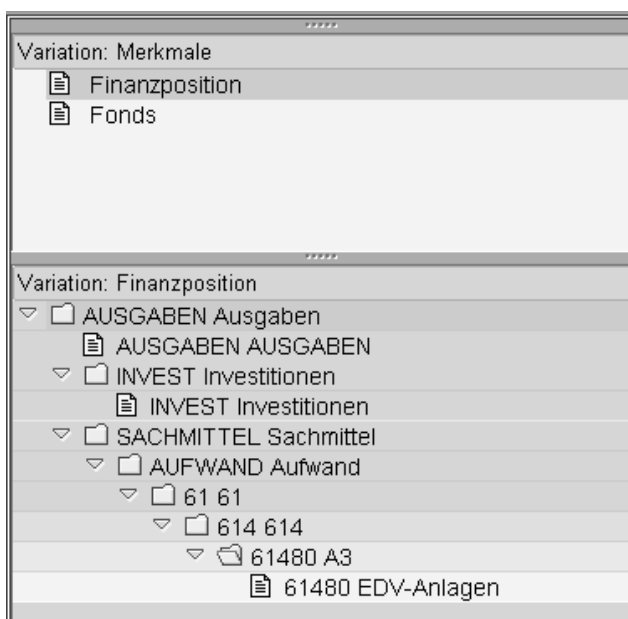 Variation: Merkmale
Finanzposition
Fonds
Variation: Finanzposition
AUSGABEN Ausgaben
AUSGABEN AUSGABEN
INVEST Investitionen
INVEST Investitionen
SACHMITTEL Sachmittel
AUFWAND Aufwand
61 61
614 614
61480 A3
61480 EDV-Anlagen